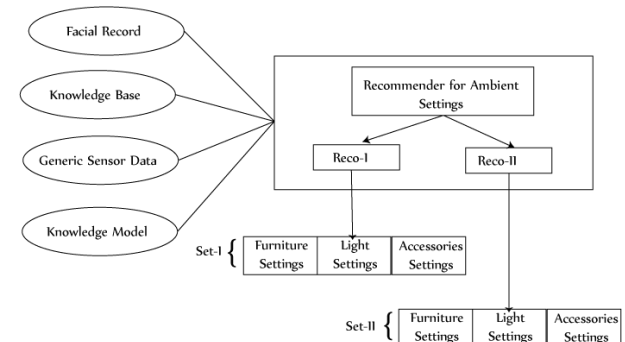 Facial Record
Knowledge Base
Generic Sensor Data
Knowledge Model
Recommender for Ambient
Settings
Reco-I
Reco-II
Set-I {
Furniture
Settings
Light
Settings
Accessories
Settings
Set-II {
Furniture
Settings
Light
Settings
Accessories
Settings